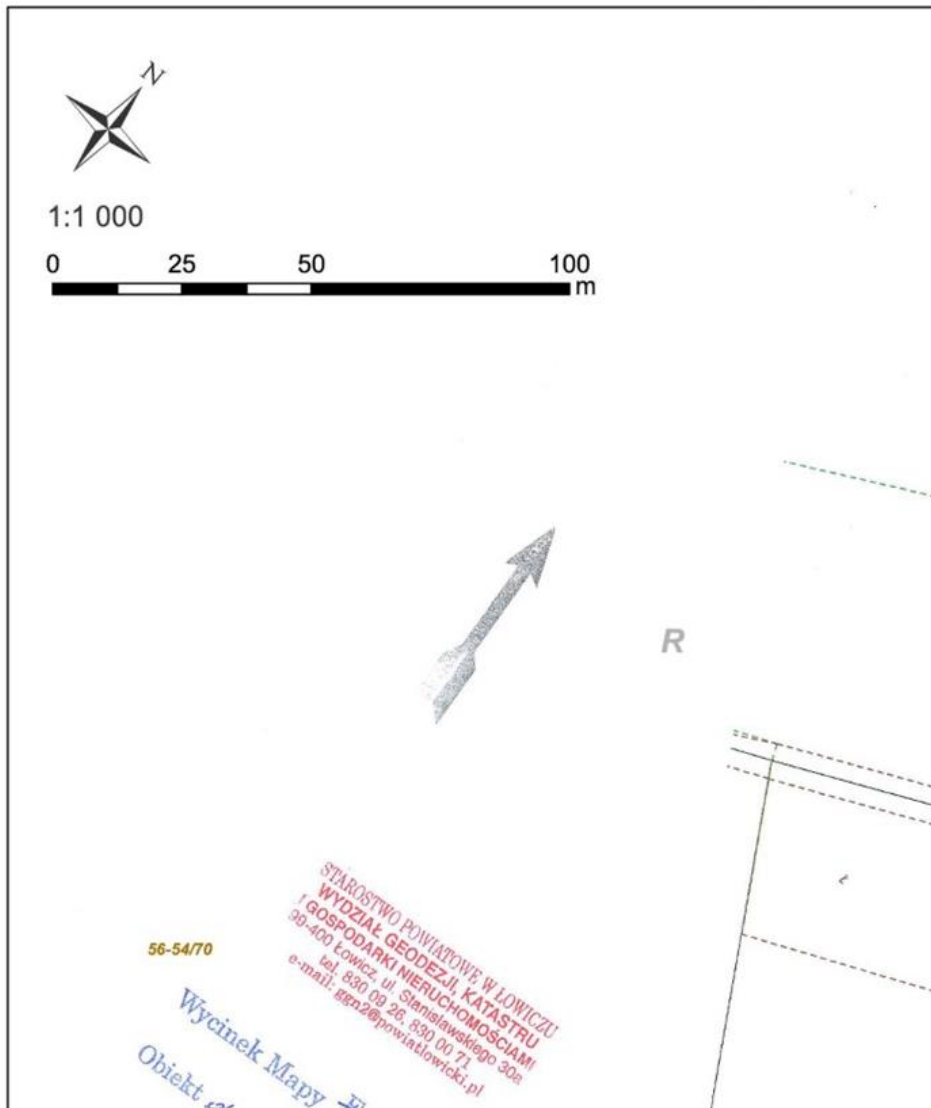 N
1:1 000
0 25 50 100
m
R
Ł
56-54/70
STAROSTWO POWIATOWE W ŁOWICZU
WYDZIAŁ GEODEZJI, KATASTRU
I GOSPODARKI NIERUCHOMOŚCIAMI
99-400 Łowicz, ul. Stanisławskiego 30a
tel. 830 09 26, 830 00 71
e-mail: ggn2@powiatlowicki.pl
Wycinek Mapy
Obiekt